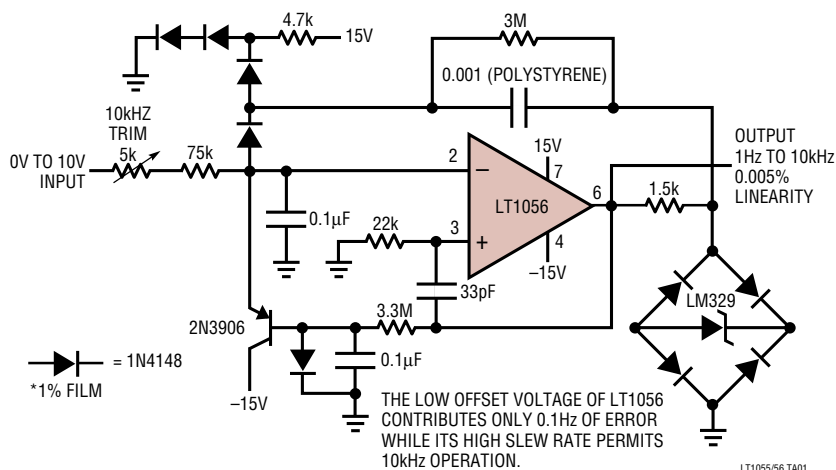 4.7k
15V
3M
0.001 (POLYSTYRENE)
10kHZ
TRIM
5k
75k
0V TO 10V
INPUT
2
15V
7
–
LT1056
6
OUTPUT
1Hz TO 10kHz
0.005%
LINEARITY
1.5k
0.1µF
22k
3
+
4
–15V
33pF
LM329
2N3906
3.3M
0.1µF
–15V
= 1N4148
*1% FILM
THE LOW OFFSET VOLTAGE OF LT1056
CONTRIBUTES ONLY 0.1Hz OF ERROR
WHILE ITS HIGH SLEW RATE PERMITS
10kHz OPERATION.
LT1055/56 TA01